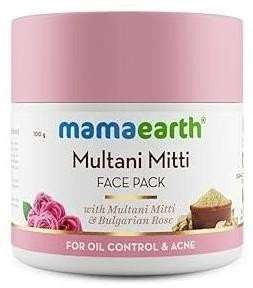 mamaearth®
100 g
Multani Mitti
FACE PACK
with Multani Mitti
& Bulgarian Rose
FOR OIL CONTROL & ACNE